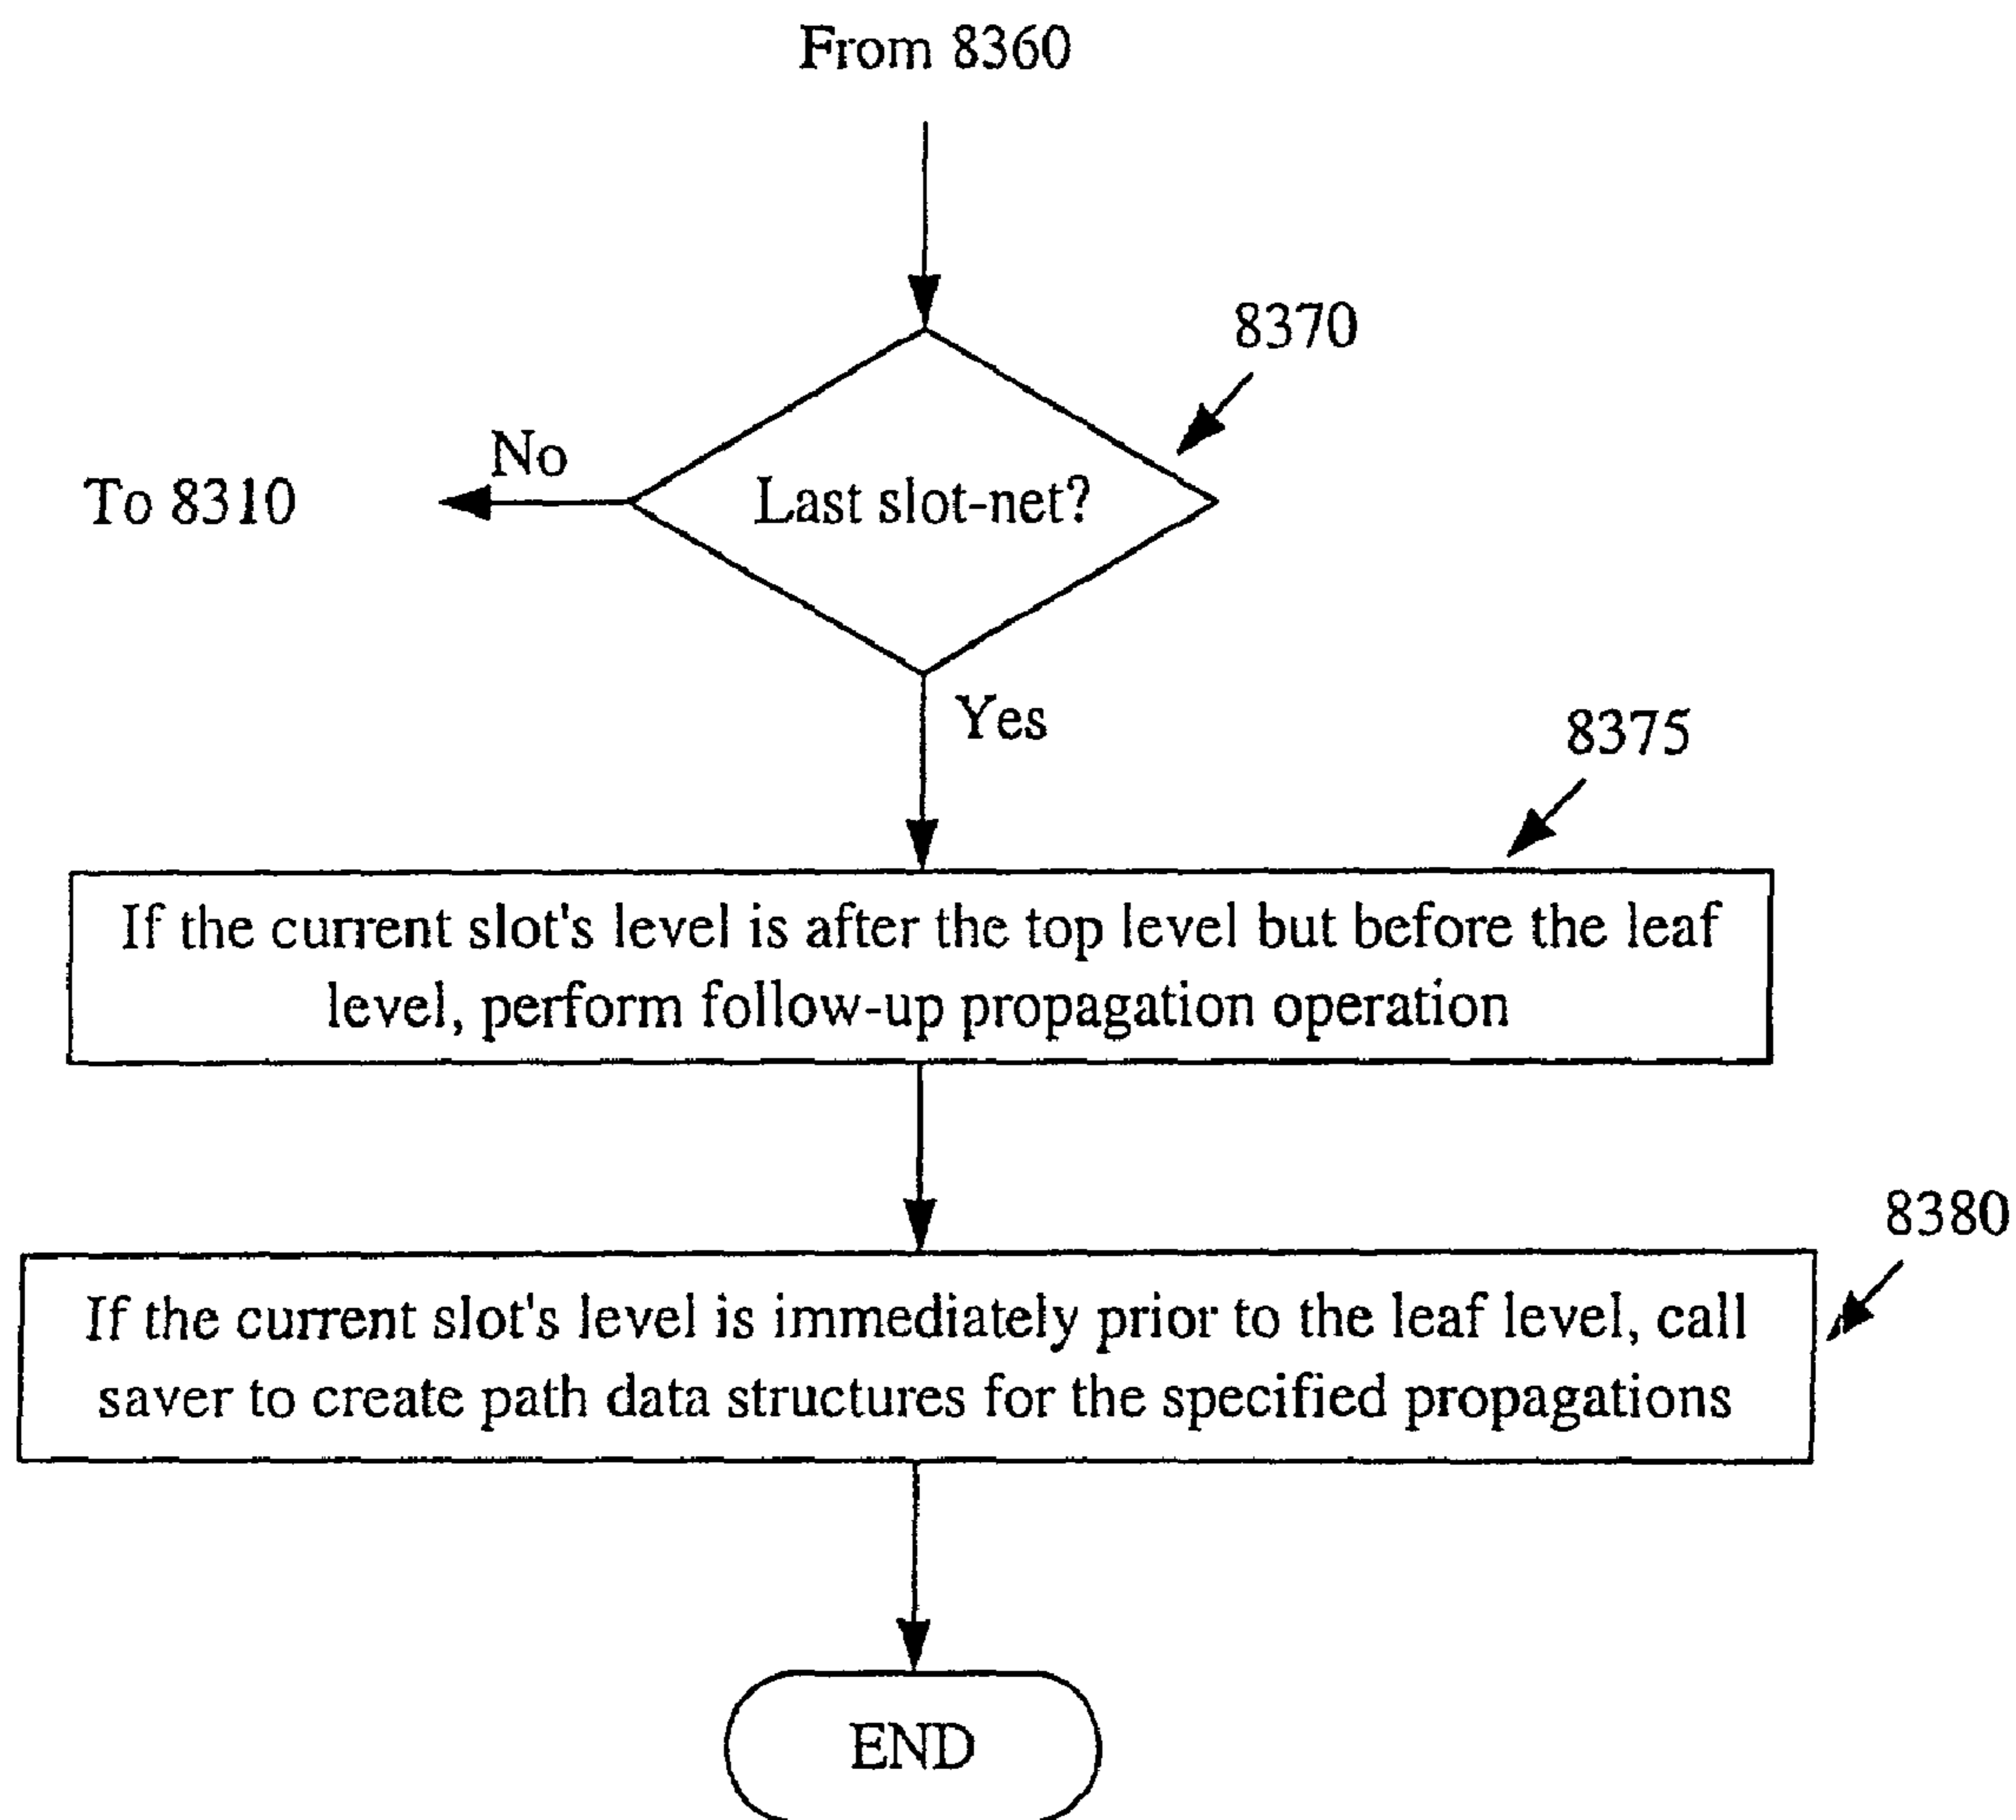 From 8360
8370
No
To 8310
Last slot-net?
Yes
8375
If the current slot's level is after the top level but before the leaf
level, perform follow-up propagation operation
8380
If the current slot's level is immediately prior to the leaf level, call
saver to create path data structures for the specified propagations
END